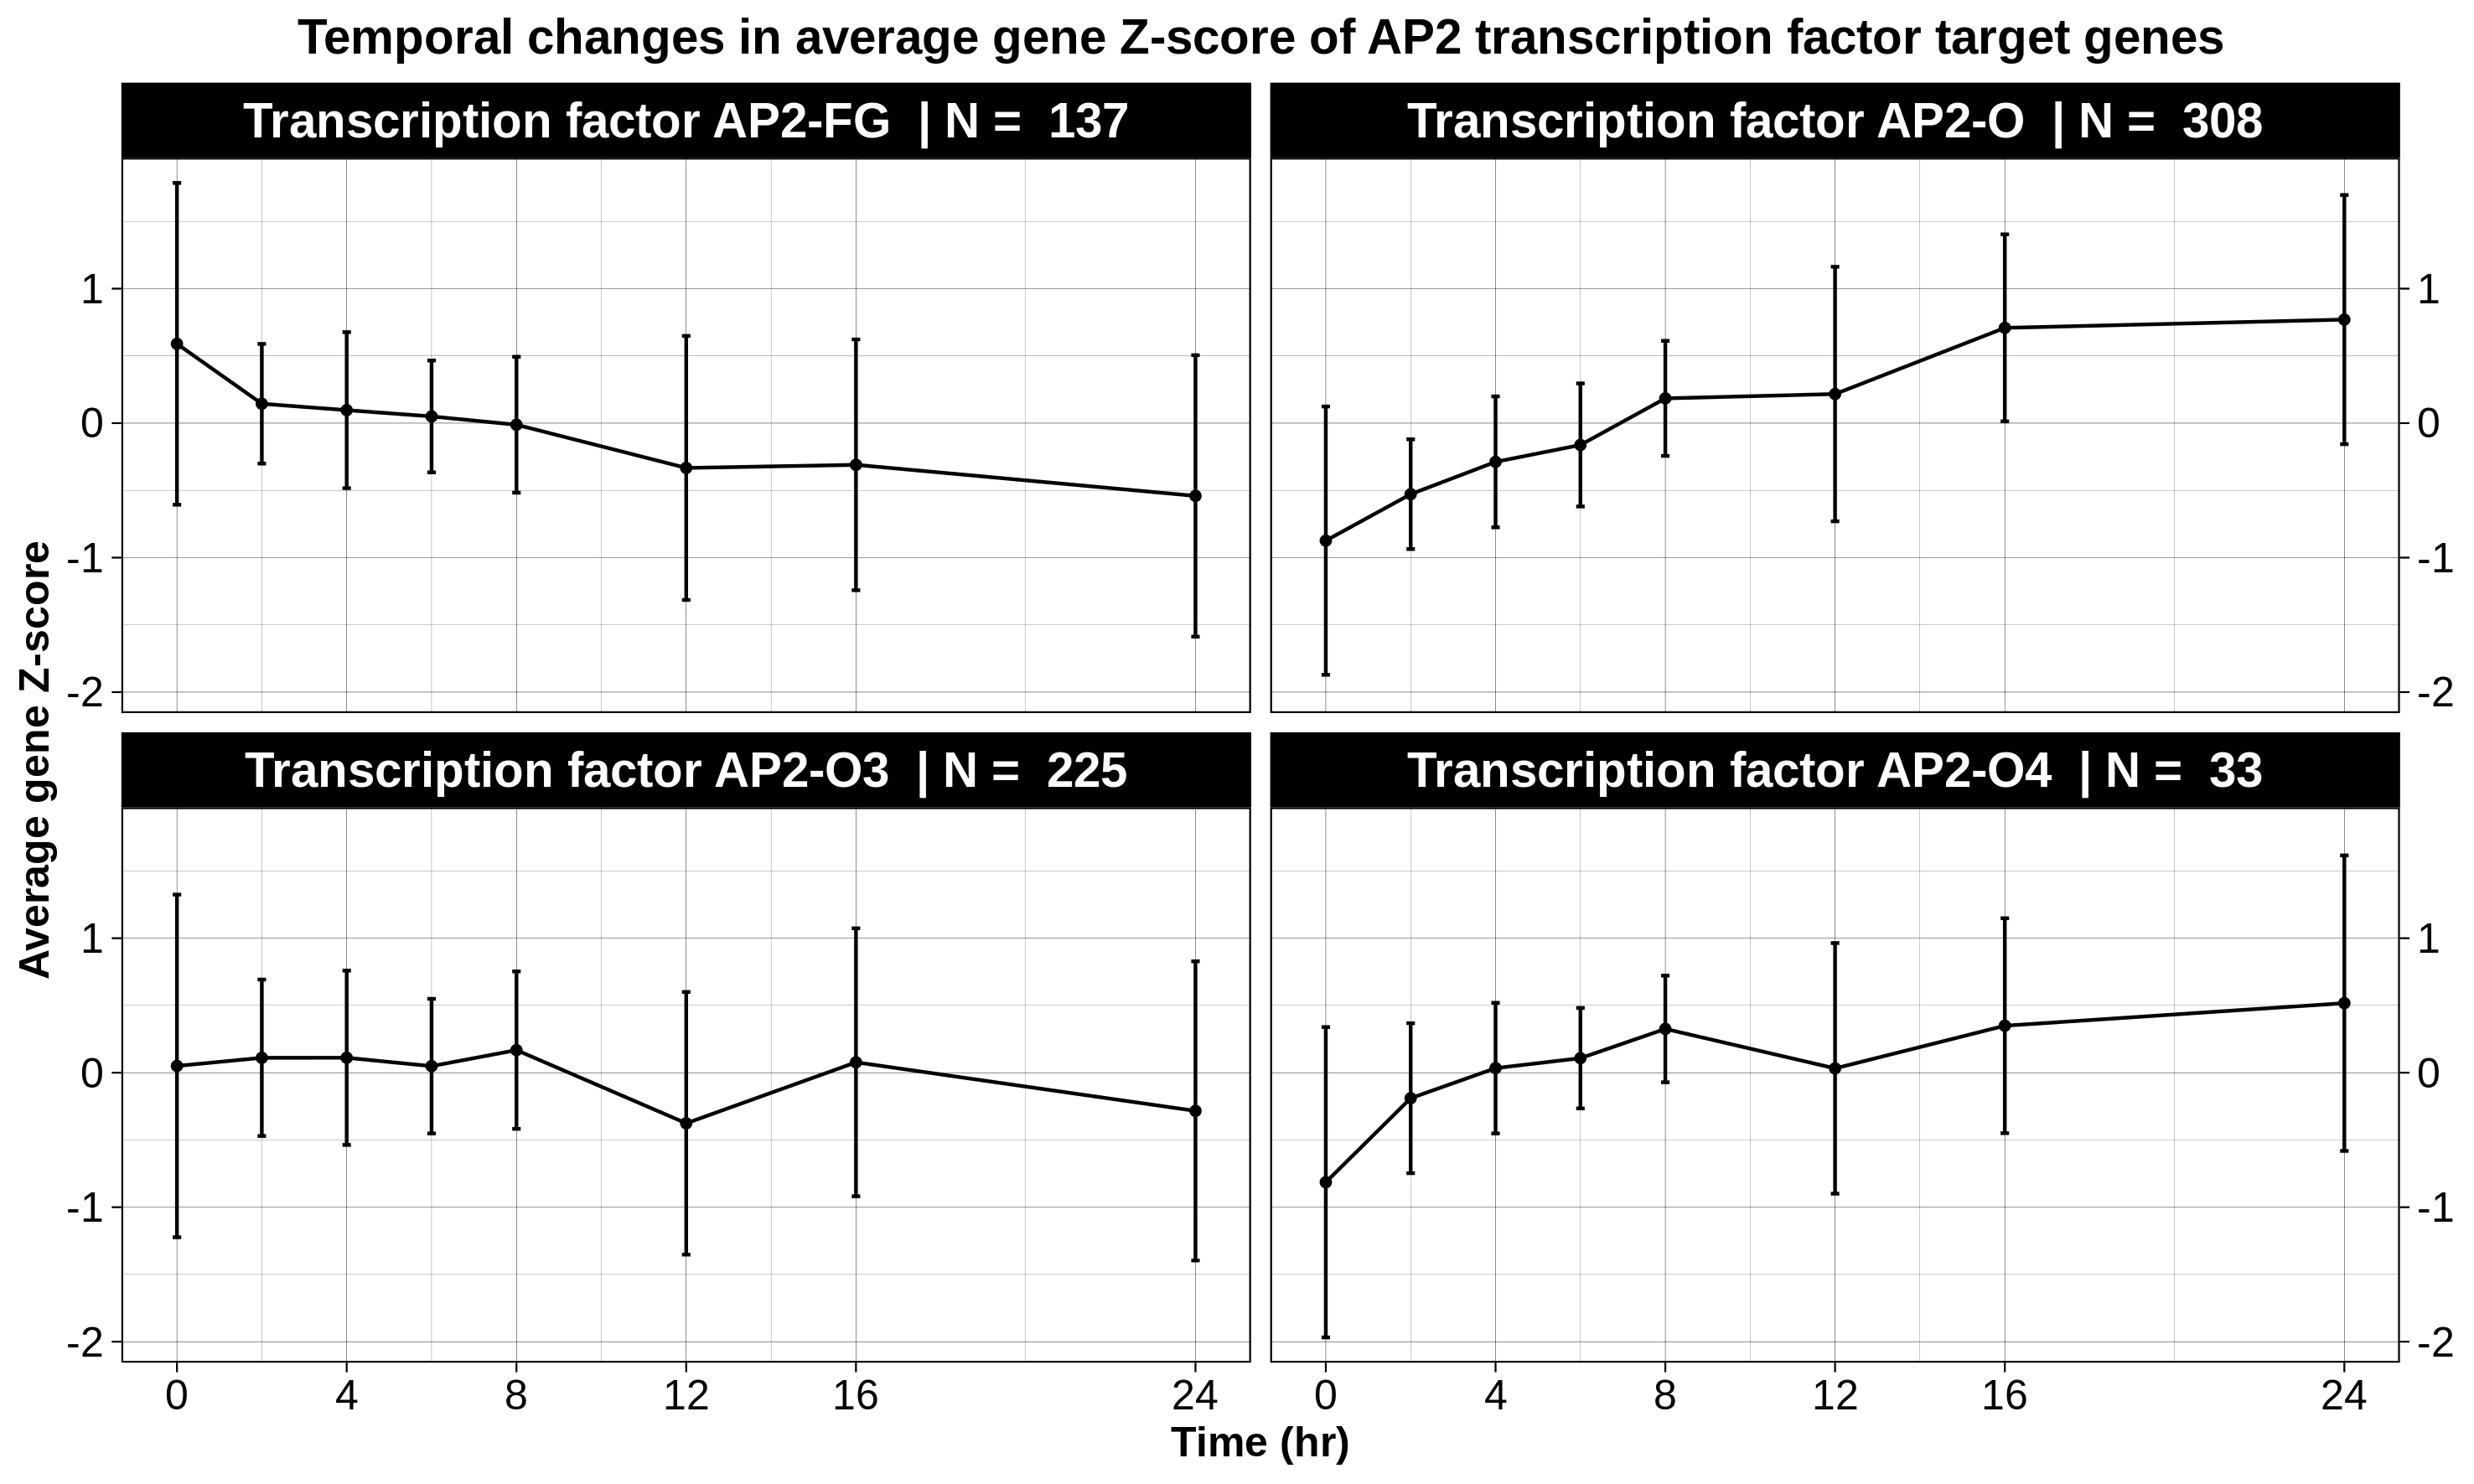 Temporal changes in average gene Z-score of AP2 transcription factor target genes
Transcription factor AP2-FG | N = 137
Transcription factor AP2-O | N = 308
1
0
-1
-2
1
0
-1
-2
Average gene Z-score
Transcription factor AP2-O3 | N = 225
Transcription factor AP2-O4 | N = 33
1
0
-1
-2
1
0
-1
-2
0 4 8 12 16 24
0 4 8 12 16 24
Time (hr)